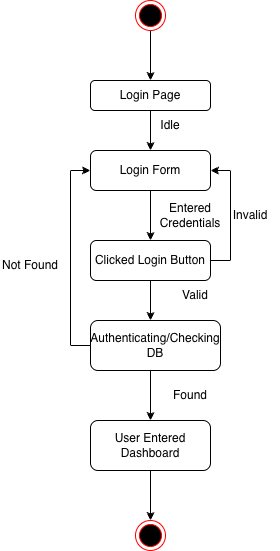 Login Page
Idle
Login Form
Entered
Credentials
Invalid
Clicked Login Button
Not Found
Valid
Authenticating/Checking
DB
Found
User Entered
Dashboard